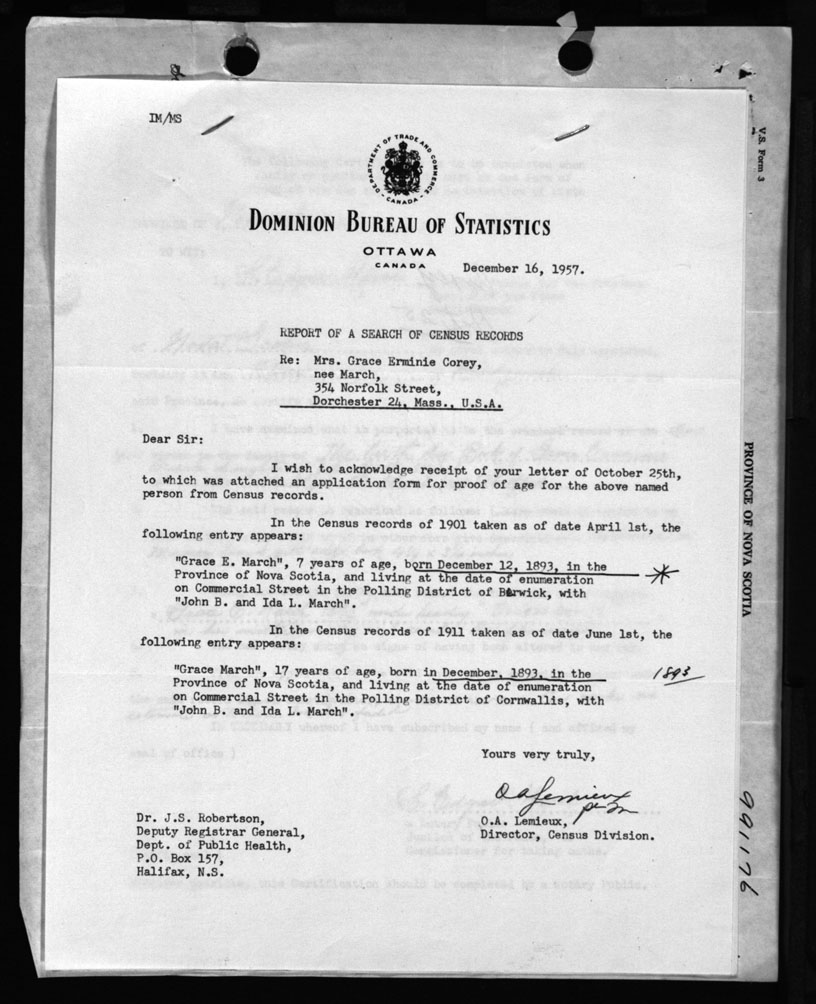 IM/MS
DEPARTMENT OF TRADE AND COMMERCE
CANADA
DOMINION BUREAU OF STATISTICS
OTTAWA
CANADA
December 16, 1957.
REPORT OF A SEARCH OF CENSUS RECORDS
Re: Mrs. Grace Erminie Corey,
nee March,
354 Norfolk Street,
Dorchester 24, Mass., U.S.A.
Dear Sir:
I wish to acknowledge receipt of your letter of October 25th,
to which was attached an application form for proof of age for the above named
person from Census records.
In the Census records of 1901 taken as of date April 1st, the
following entry appears:
"Grace E. March", 7 years of age, born December 12, 1893, in the
Province of Nova Scotia, and living at the date of enumeration
on Commercial Street in the Polling District of Berwick, with
"John B. and Ida L. March".
In the Census records of 1911 taken as of date June 1st, the
following entry appears:
"Grace March", 17 years of age, born in December, 1893, in the
1893
Province of Nova Scotia, and living at the date of enumeration
on Commercial Street in the Polling District of Cornwallis, with
"John B. and Ida L. March".
Yours very truly,
O A Lemieux
O.A. Lemieux,
Director, Census Division.
Dr. J.S. Robertson,
Deputy Registrar General,
Dept. of Public Health,
P.O. Box 157,
Halifax, N.S.
V.S. Form 3
PROVINCE OF NOVA SCOTIA
991176